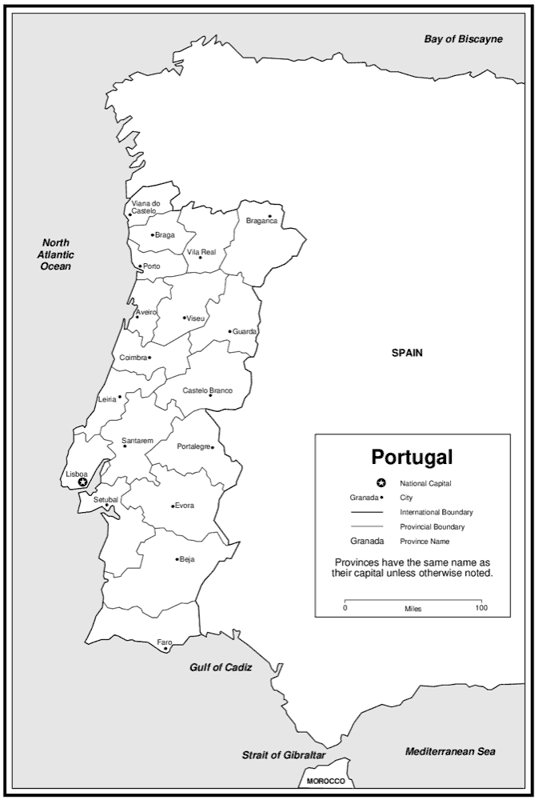 Bay of Biscayne
North
Atlantic
Ocean
Viana do
Castelo
Braganca
Braga
Vila Real
Porto
Aveiro
Viseu
Guarda
Coimbra
SPAIN
Castelo Branco
Leiria
Santarem
Portalegre
Lisboa
Setubal
Evora
Beja
Faro
Portugal
National Capital
Granada
City
International Boundary
Provincial Boundary
Granada
Province Name
Provinces have the same name as
their capital unless otherwise noted.
0
Miles
100
Gulf of Cadiz
Strait of Gibraltar
Mediterranean Sea
MOROCCO